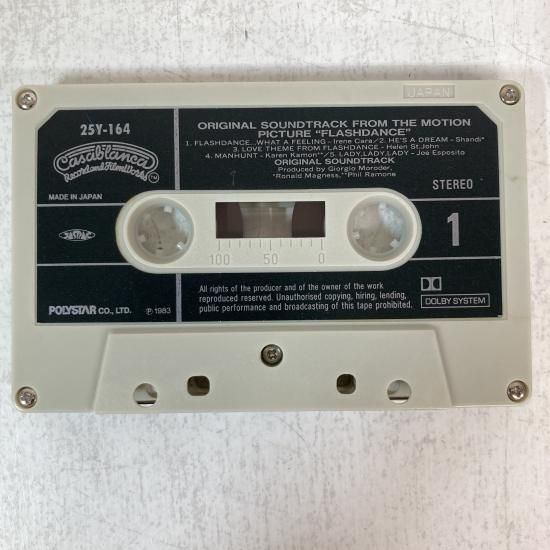 JAPAN
25Y-164
Casablanca
Record and FilmWorks™
MADE IN JAPAN
JASRAC
POLYSTAR CO., LTD. ℗ 1983
ORIGINAL SOUNDTRACK FROM THE MOTION
PICTURE "FLASHDANCE"
1. FLASHDANCE...WHAT A FEELING - Irene Cara/2. HE'S A DREAM - Shandi*
3. LOVE THEME FROM FLASHDANCE - Helen St.John
4. MANHUNT - Karen Kamon**/5. LADY,LADY,LADY - Joe Esposito
ORIGINAL SOUNDTRACK
Produced by Giorgio Moroder,
*Ronald Magness,**Phil Ramone
STEREO
1
100 50 0
All rights of the producer and of the owner of the work
reproduced reserved. Unauthorised copying, hiring, lending,
public performance and broadcasting of this tape prohibited.
DOLBY SYSTEM